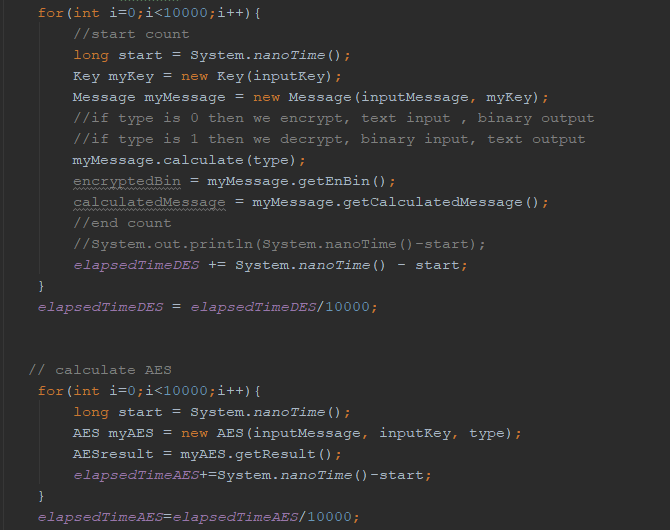 for(int i=0;i<10000;i++){
//start count
long start = System.nanoTime();
Key myKey = new Key(inputKey);
Message myMessage = new Message(inputMessage, myKey);
//if type is 0 then we encrypt, text input , binary output
//if type is 1 then we decrypt, binary input, text output
myMessage.calculate(type);
encryptedBin = myMessage.getEnBin();
calculatedMessage = myMessage.getCalculatedMessage();
//end count
//System.out.println(System.nanoTime()-start);
elapsedTimeDES += System.nanoTime() - start;
}
elapsedTimeDES = elapsedTimeDES/10000;
// calculate AES
for(int i=0;i<10000;i++){
long start = System.nanoTime();
AES myAES = new AES(inputMessage, inputKey, type);
AESresult = myAES.getResult();
elapsedTimeAES+=System.nanoTime()-start;
}
elapsedTimeAES=elapsedTimeAES/10000;